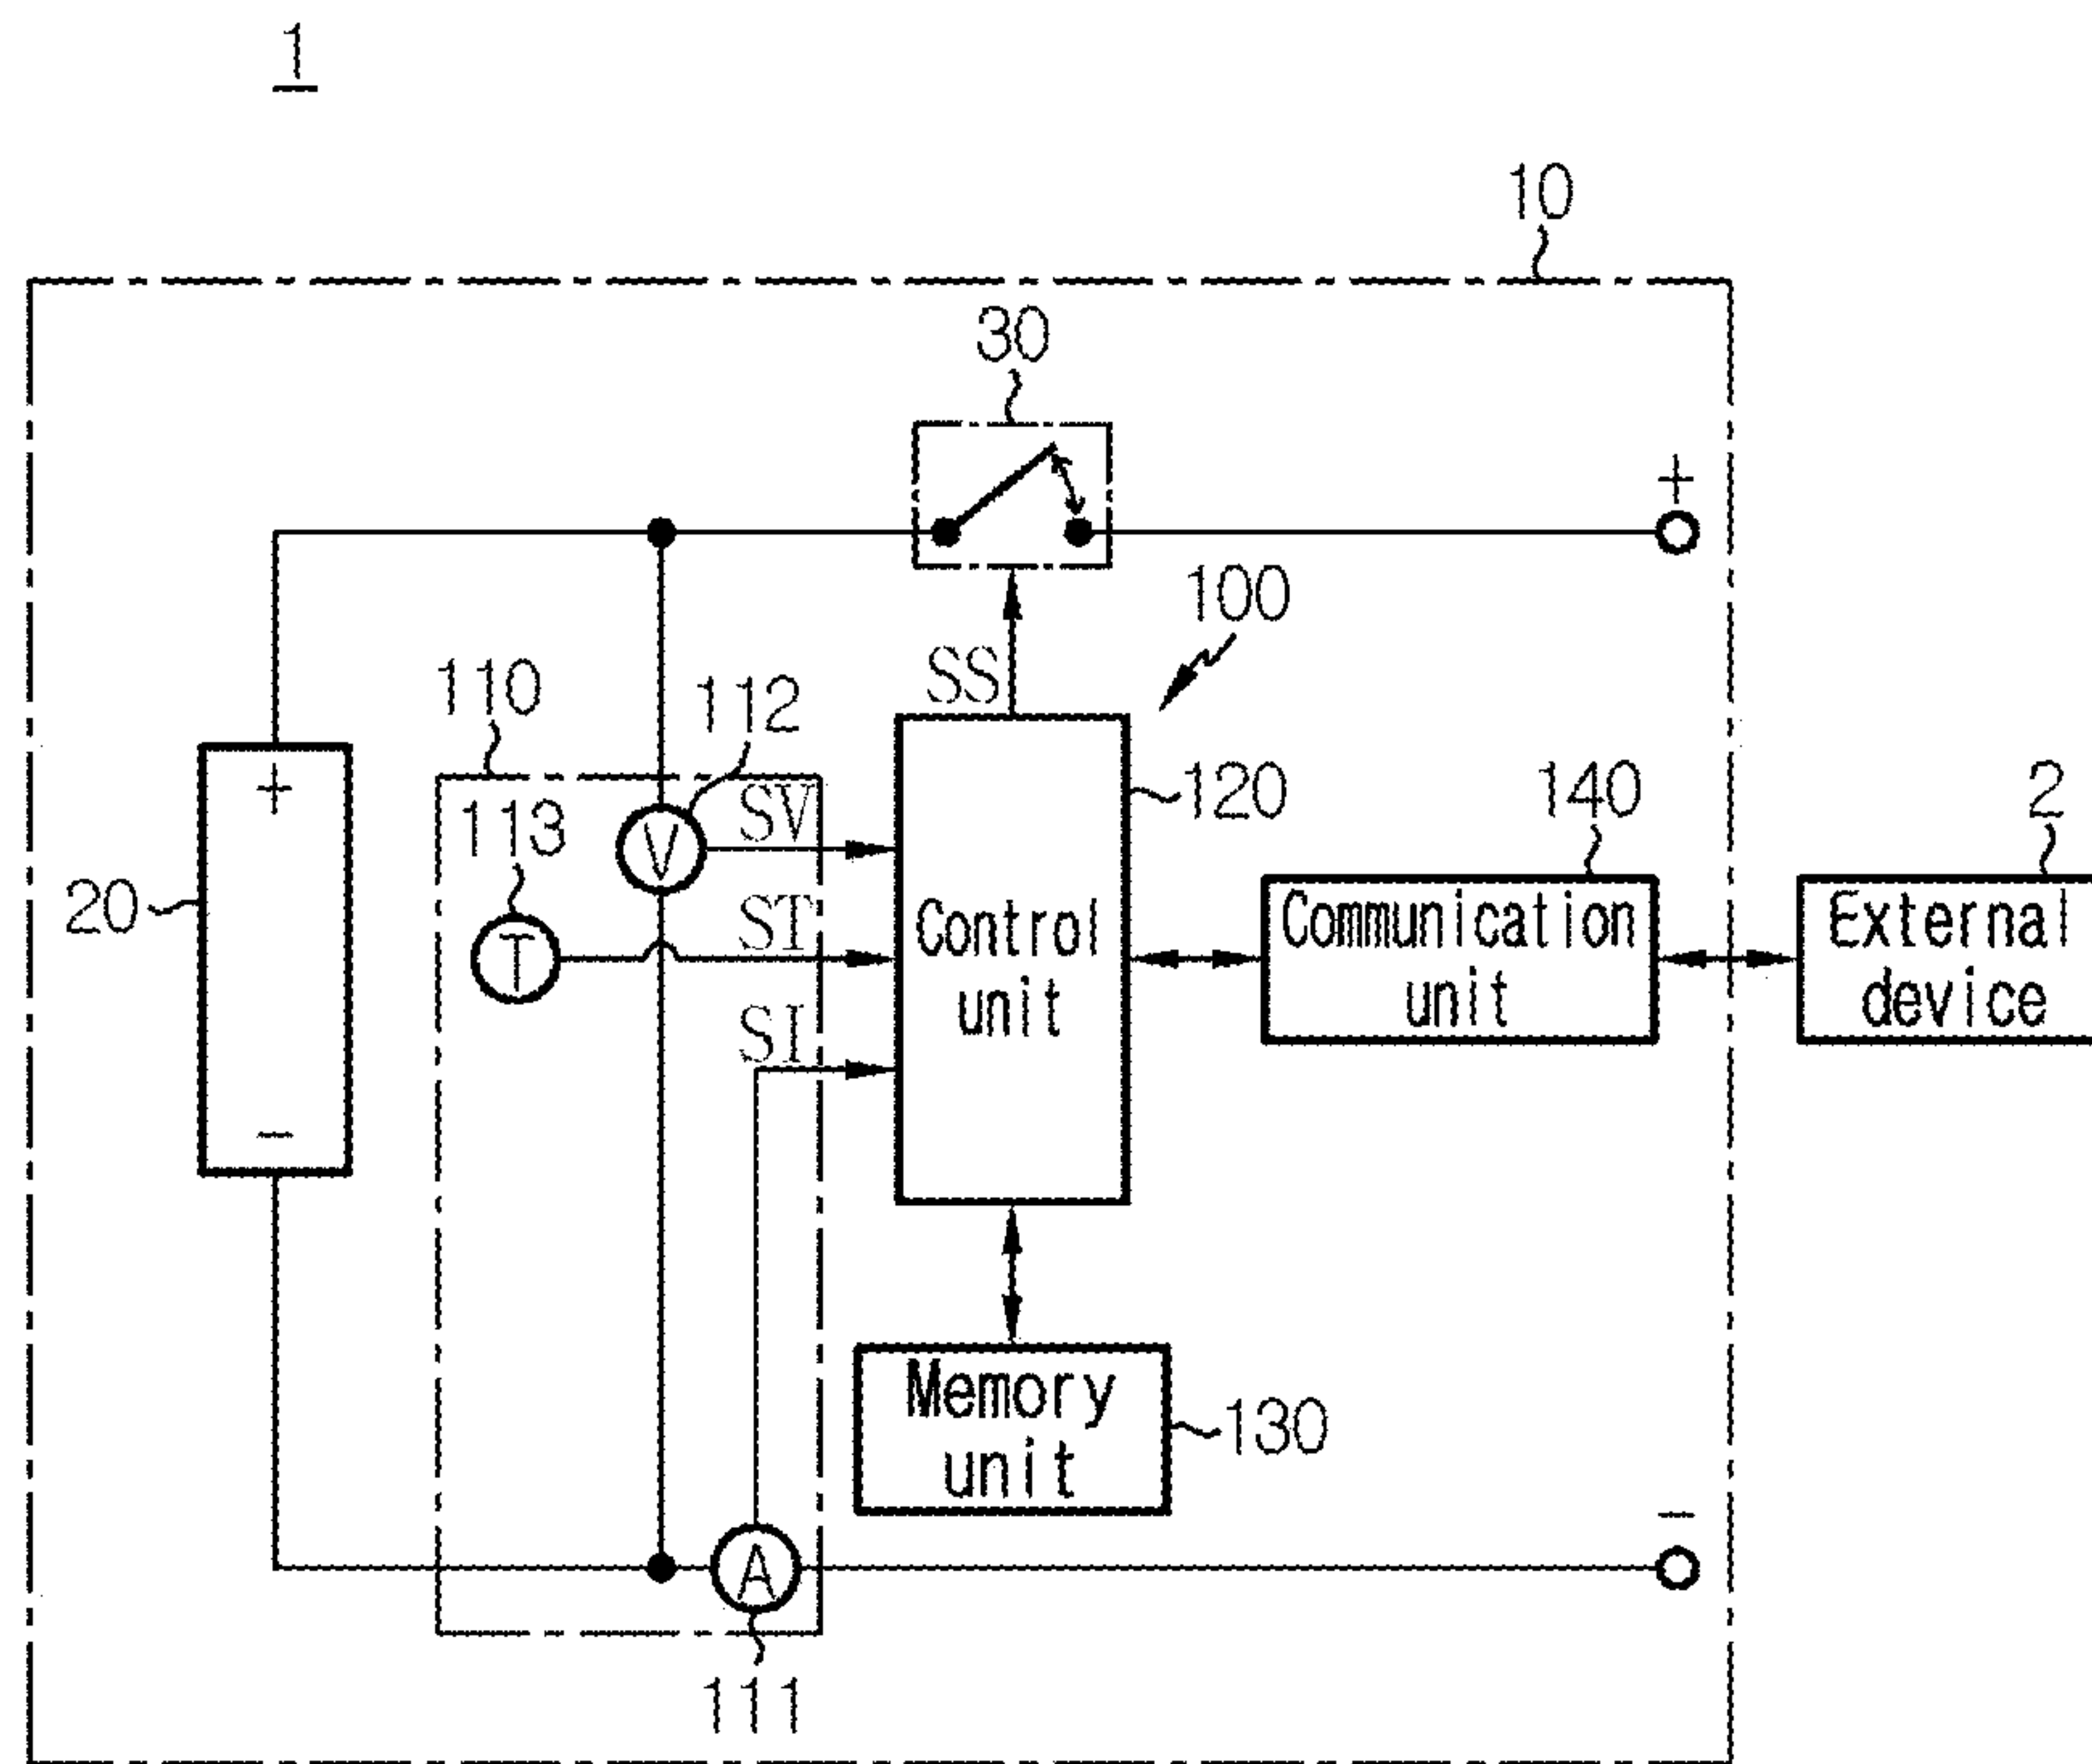 1
10
30
+
100
SS
110
112
+
113
SV
120
140
2
V
20
ST
Control
unit
Communication
unit
External
device
T
SI
−
Memory
unit
130
−
A
111